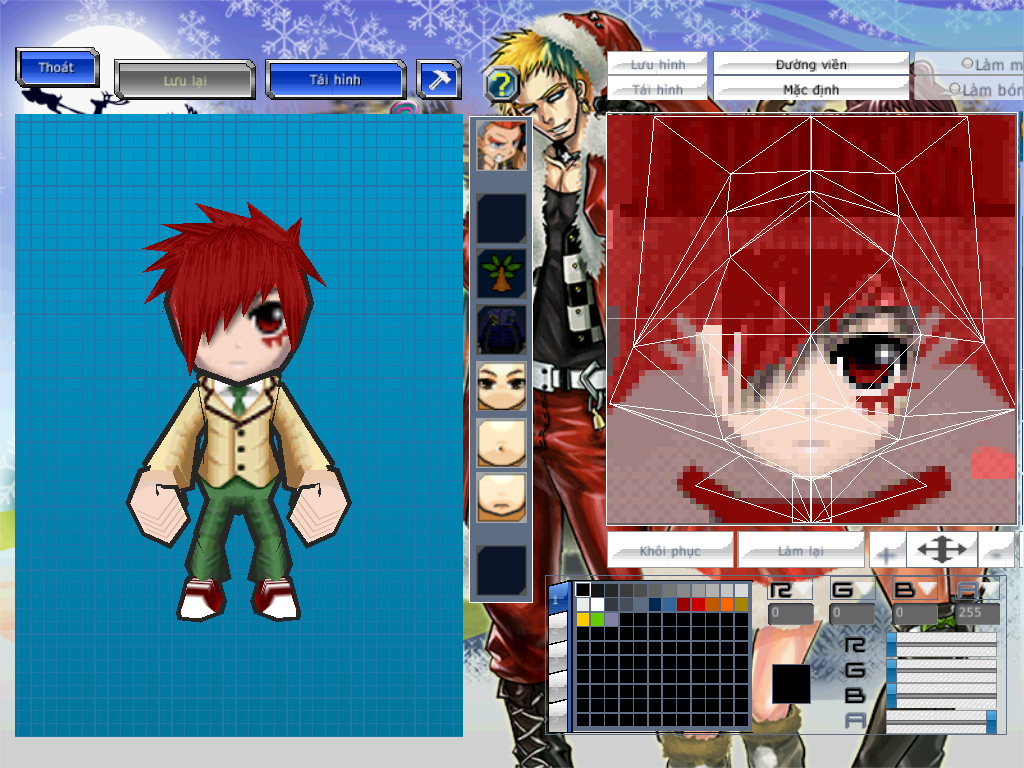 Thoát
Lưu lại
Tải hình
?
Lưu hình
Tải hình
Đường viền
Mặc định
Làm m
Làm bón
Khôi phục
Làm lại
+
-
1
R G B A
0 0 0 255
R
G
B
A